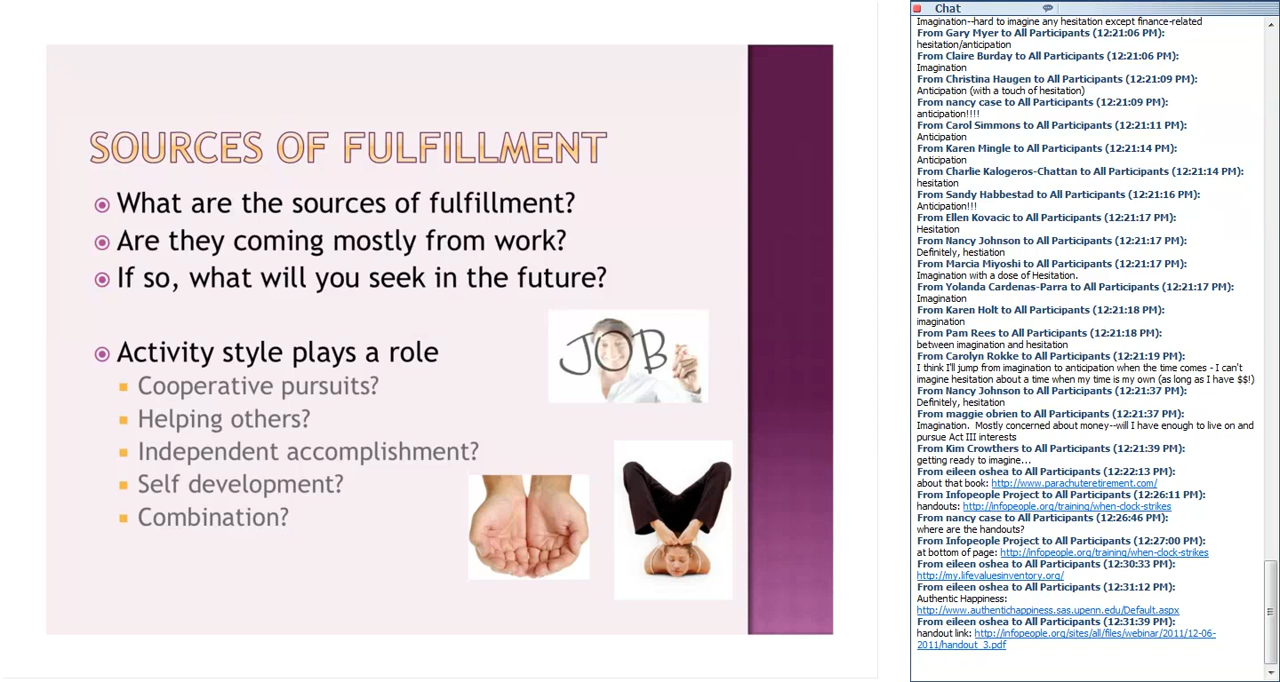 SOURCES OF FULFILLMENT
What are the sources of fulfillment?
Are they coming mostly from work?
If so, what will you seek in the future?
Activity style plays a role
Cooperative pursuits?
Helping others?
Independent accomplishment?
Self development?
Combination?
JOB
Chat
Imagination--hard to imagine any hesitation except finance-related
From Gary Myer to All Participants (12:21:06 PM):
hesitation/anticipation
From Claire Burday to All Participants (12:21:06 PM):
Imagination
From Christina Haugen to All Participants (12:21:09 PM):
Anticipation (with a touch of hesitation)
From nancy case to All Participants (12:21:09 PM):
anticipation!!!!
From Carol Simmons to All Participants (12:21:11 PM):
Anticipation
From Karen Mingle to All Participants (12:21:14 PM):
Anticipation
From Charlie Kalogeros-Chattan to All Participants (12:21:14 PM):
hesitation
From Sandy Habbestad to All Participants (12:21:16 PM):
Anticipation!!!
From Ellen Kovacic to All Participants (12:21:17 PM):
Hesitation
From Nancy Johnson to All Participants (12:21:17 PM):
Definitely, hestiation
From Marcia Miyoshi to All Participants (12:21:17 PM):
Imagination with a dose of Hesitation.
From Yolanda Cardenas-Parra to All Participants (12:21:17 PM):
Imagination
From Karen Holt to All Participants (12:21:18 PM):
imagination
From Pam Rees to All Participants (12:21:18 PM):
between imagination and hesitation
From Carolyn Rokke to All Participants (12:21:19 PM):
I think I'll jump from imagination to anticipation when the time comes - I can't
imagine hesitation about a time when my time is my own (as long as I have $$!)
From Nancy Johnson to All Participants (12:21:37 PM):
Definitely, hesitation
From maggie obrien to All Participants (12:21:37 PM):
Imagination. Mostly concerned about money--will I have enough to live on and
pursue Act III interests
From Kim Crowthers to All Participants (12:21:39 PM):
getting ready to imagine...
From eileen oshea to All Participants (12:22:13 PM):
about that book: http://www.parachuteretirement.com/
From Infopeople Project to All Participants (12:26:11 PM):
handouts: http://infopeople.org/training/when-clock-strikes
From nancy case to All Participants (12:26:46 PM):
where are the handouts?
From Infopeople Project to All Participants (12:27:00 PM):
at bottom of page: http://infopeople.org/training/when-clock-strikes
From eileen oshea to All Participants (12:30:33 PM):
http://my.lifevaluesinventory.org/
From eileen oshea to All Participants (12:31:12 PM):
Authentic Happiness:
http://www.authentichappiness.sas.upenn.edu/Default.aspx
From eileen oshea to All Participants (12:31:39 PM):
handout link: http://infopeople.org/sites/all/files/webinar/2011/12-06-
2011/handout_3.pdf